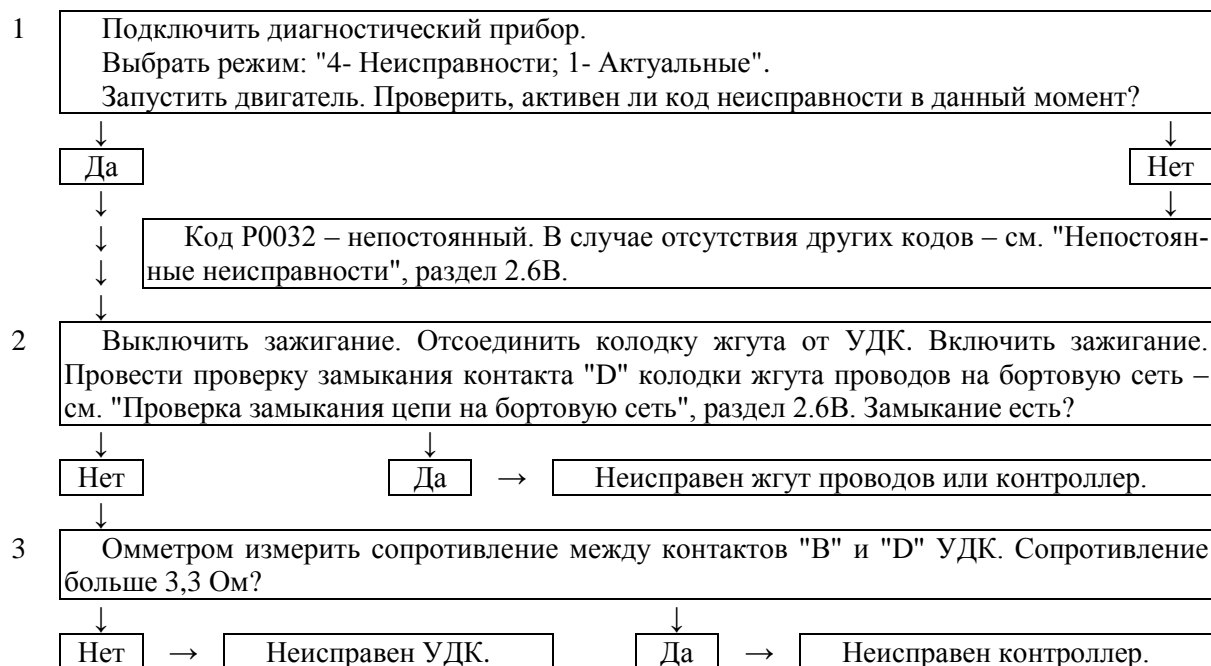 1 Подключить диагностический прибор.
Выбрать режим: "4- Неисправности; 1- Актуальные".
Запустить двигатель. Проверить, активен ли код неисправности в данный момент?
↓ ↓
Да Нет
↓ ↓
↓ Код Р0032 – непостоянный. В случае отсутствия других кодов – см. "Непостоян-
↓ ные неисправности", раздел 2.6В.
↓
2 Выключить зажигание. Отсоединить колодку жгута от УДК. Включить зажигание.
Провести проверку замыкания контакта "D" колодки жгута проводов на бортовую сеть –
см. "Проверка замыкания цепи на бортовую сеть", раздел 2.6В. Замыкание есть?
↓ ↓
Нет Да → Неисправен жгут проводов или контроллер.
↓
3 Омметром измерить сопротивление между контактов "B" и "D" УДК. Сопротивление
больше 3,3 Ом?
↓ ↓
Нет → Неисправен УДК. Да → Неисправен контроллер.